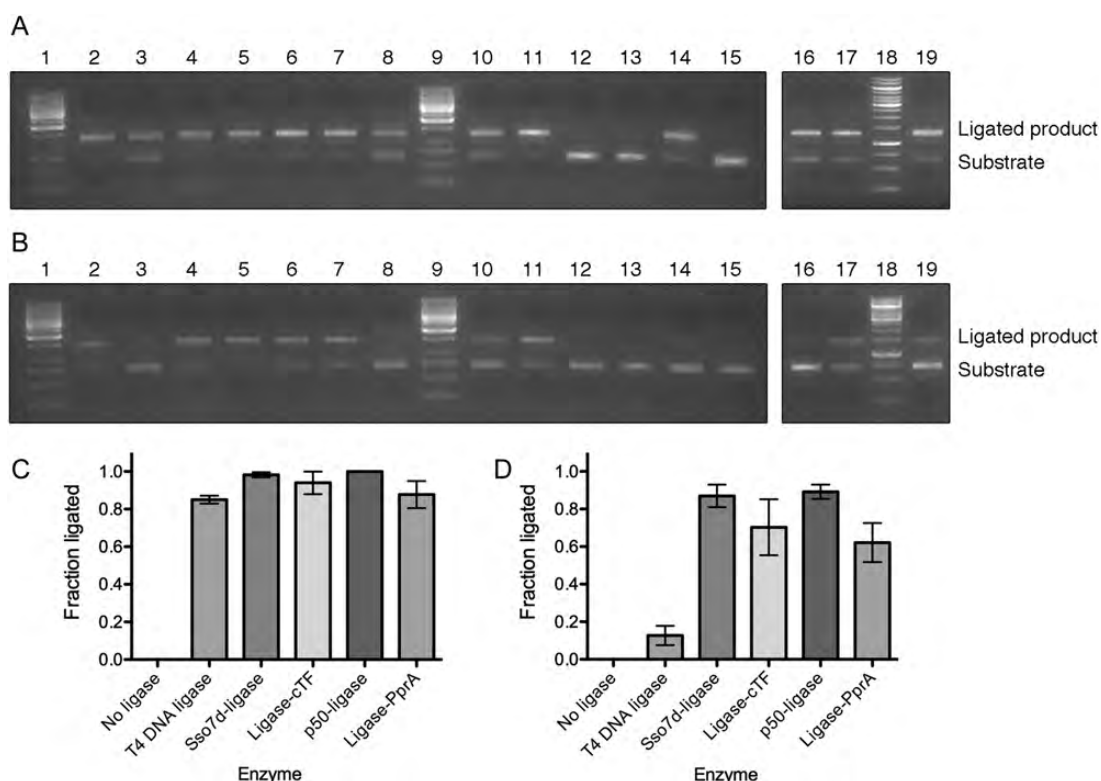 A
1 2 3 4 5 6 7 8 9 10 11 12 13 14 15 16 17 18 19
Ligated product
Substrate
B
1 2 3 4 5 6 7 8 9 10 11 12 13 14 15 16 17 18 19
Ligated product
Substrate
C
Fraction ligated
1.0
0.8
0.6
0.4
0.2
0.0
No ligase
T4 DNA ligase
Sso7d-ligase
Ligase-cTF
p50-ligase
Ligase-PprA
Enzyme
D
Fraction ligated
1.0
0.8
0.6
0.4
0.2
0.0
No ligase
T4 DNA ligase
Sso7d-ligase
Ligase-cTF
p50-ligase
Ligase-PprA
Enzyme